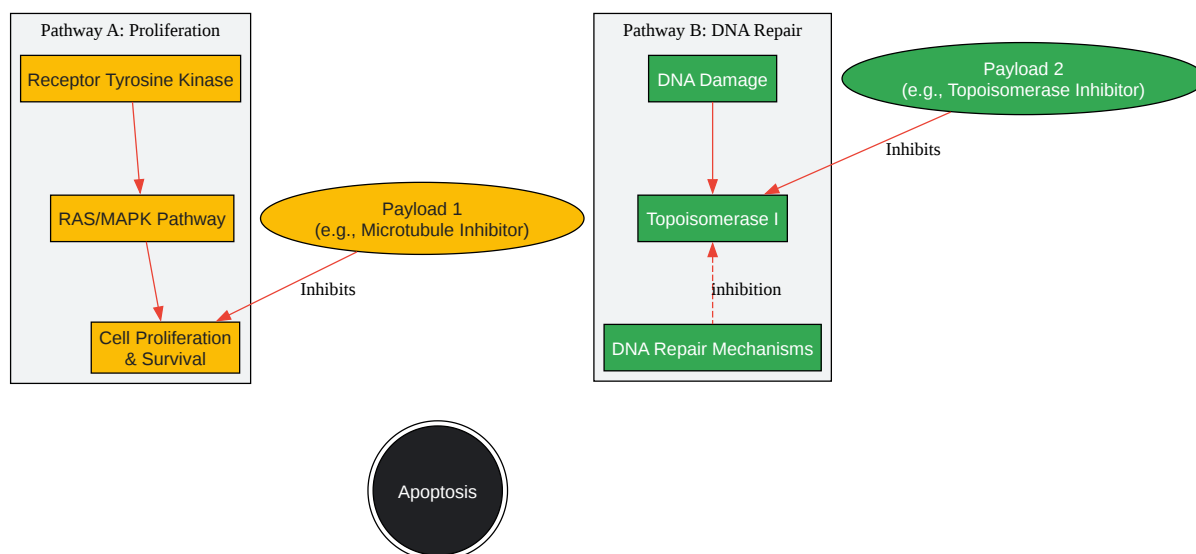 Pathway A: Proliferation
Receptor Tyrosine Kinase
RAS/MAPK Pathway
Cell Proliferation
& Survival
Payload 1
(e.g., Microtubule Inhibitor)
Inhibits
Pathway B: DNA Repair
DNA Damage
Topoisomerase I
inhibition
DNA Repair Mechanisms
Payload 2
(e.g., Topoisomerase Inhibitor)
Inhibits
Apoptosis